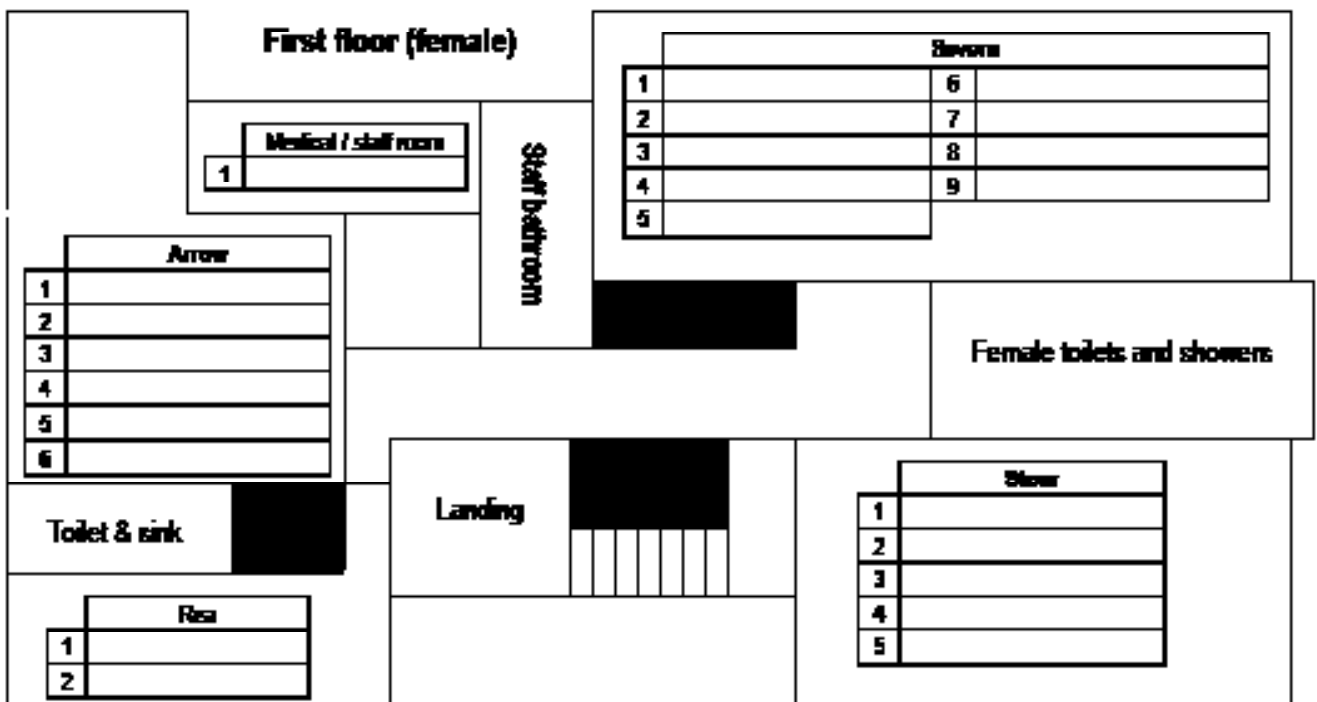 First floor (female)
Severn
1 6
2 7
3 8
4 9
5
Medical / staff room
1
Staff bathroom
Arrow
1
2
3
4
5
6
Female toilets and showers
Toilet & sink
Landing
Stour
1
2
3
4
5
Rea
1
2